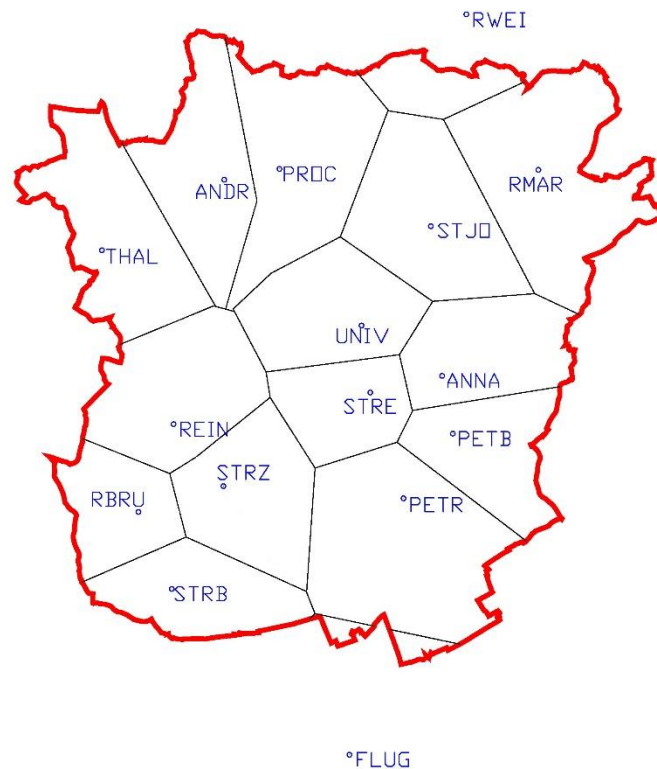 RWEI
ANDR
PROC
RMAR
STJO
THAL
UNIV
ANNA
STRE
REIN
PETB
STRZ
RBRU
PETR
STRB
FLUG